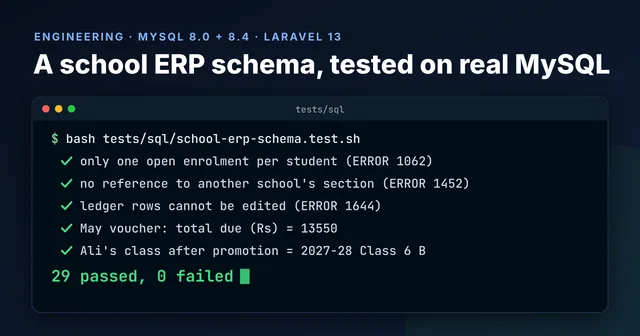 ENGINEERING · MYSQL 8.0 + 8.4 · LARAVEL 13
A school ERP schema, tested on real MySQL
tests/sql
$ bash tests/sql/school-erp-schema.test.sh
✓ only one open enrolment per student (ERROR 1062)
✓ no reference to another school's section (ERROR 1452)
✓ ledger rows cannot be edited (ERROR 1644)
✓ May voucher: total due (Rs) = 13550
✓ Ali's class after promotion = 2027-28 Class 6 B
29 passed, 0 failed